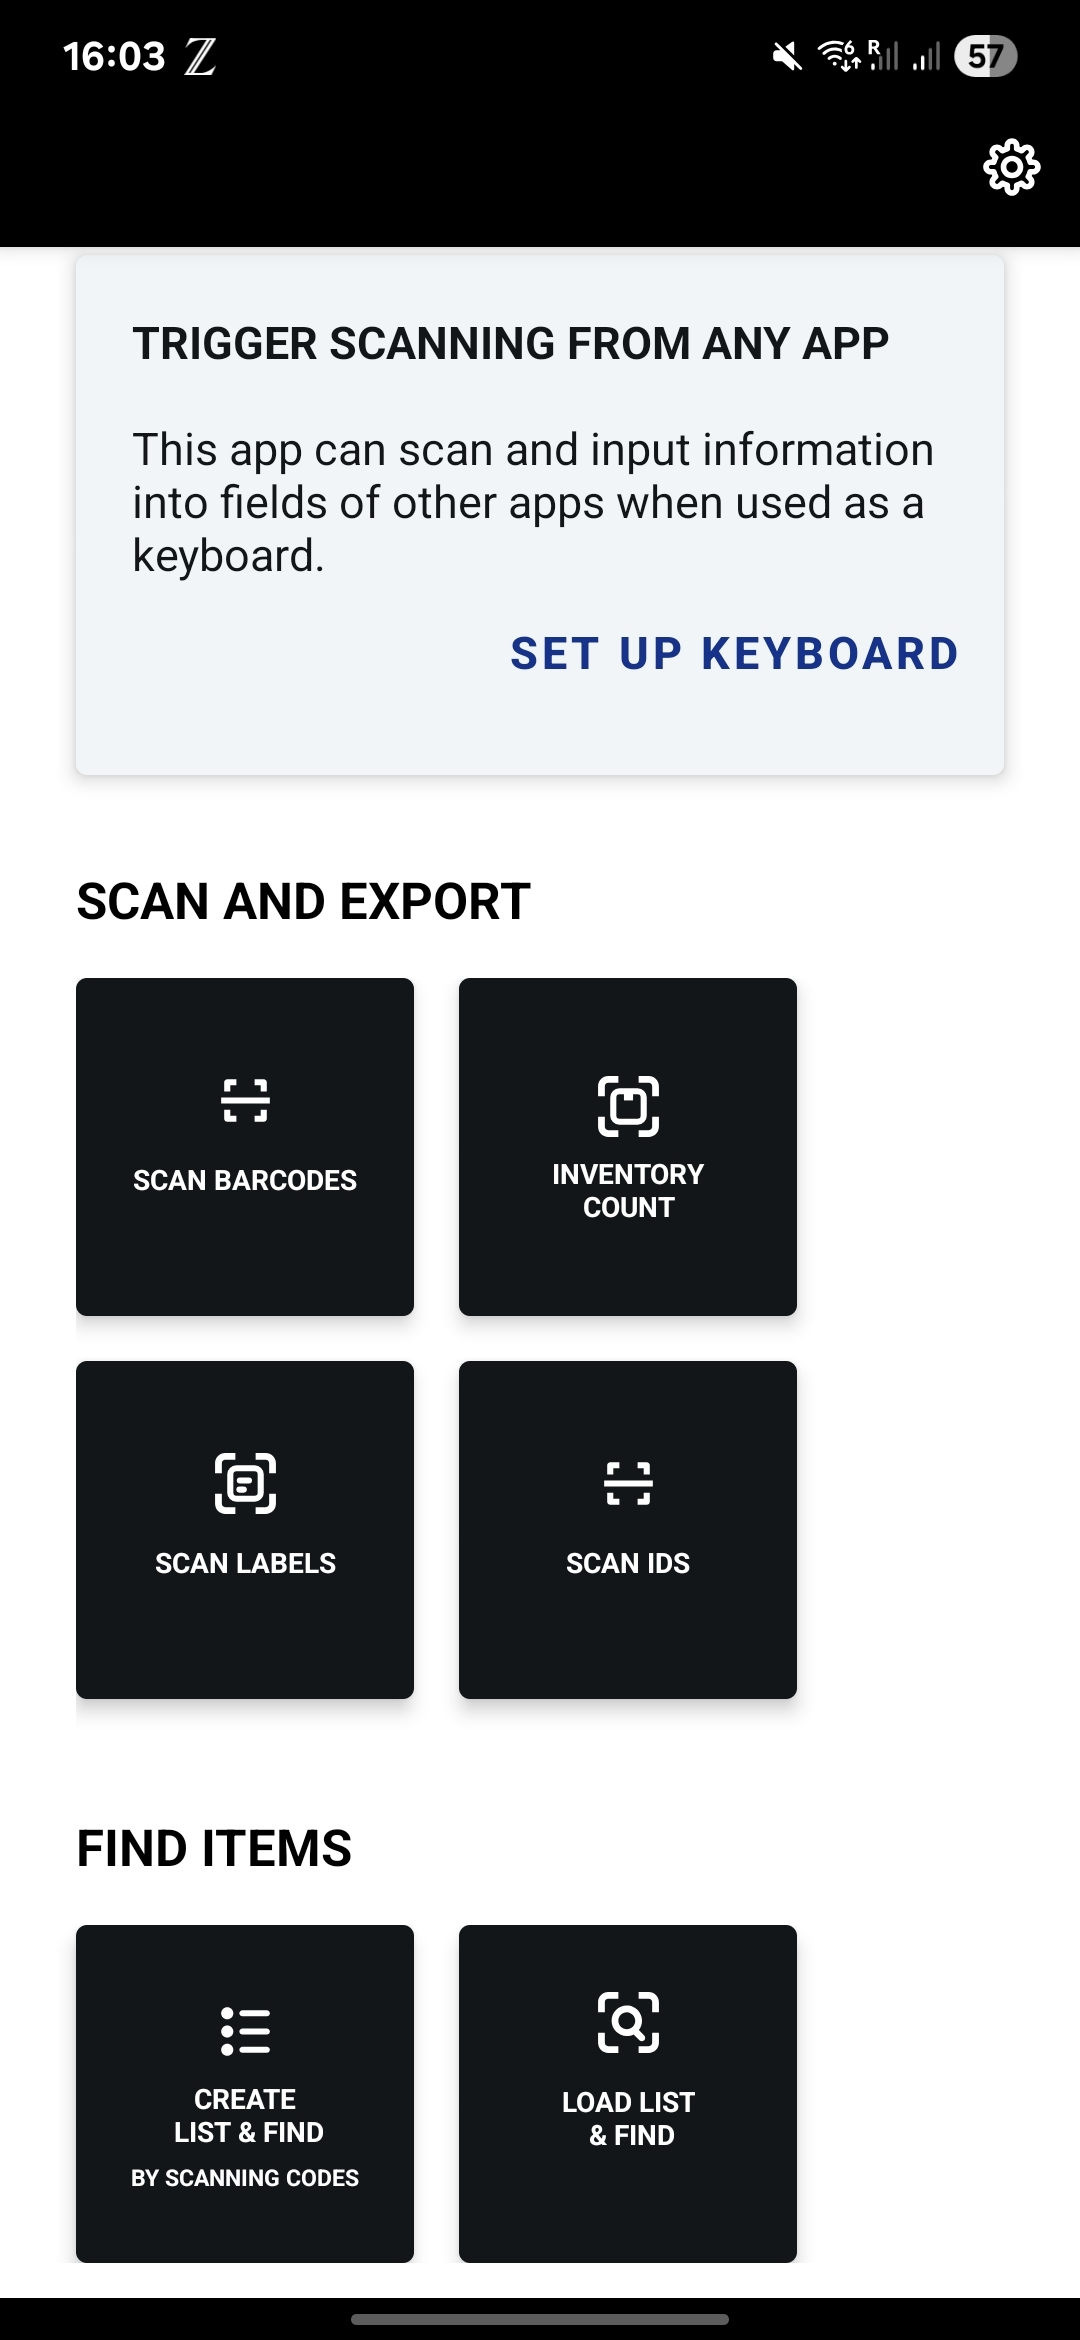 16:03
6
R
57
TRIGGER SCANNING FROM ANY APP
This app can scan and input information
into fields of other apps when used as a
keyboard.
SET UP KEYBOARD
SCAN AND EXPORT
SCAN BARCODES
INVENTORY
COUNT
SCAN LABELS
SCAN IDS
FIND ITEMS
CREATE
LIST & FIND
BY SCANNING CODES
LOAD LIST
& FIND